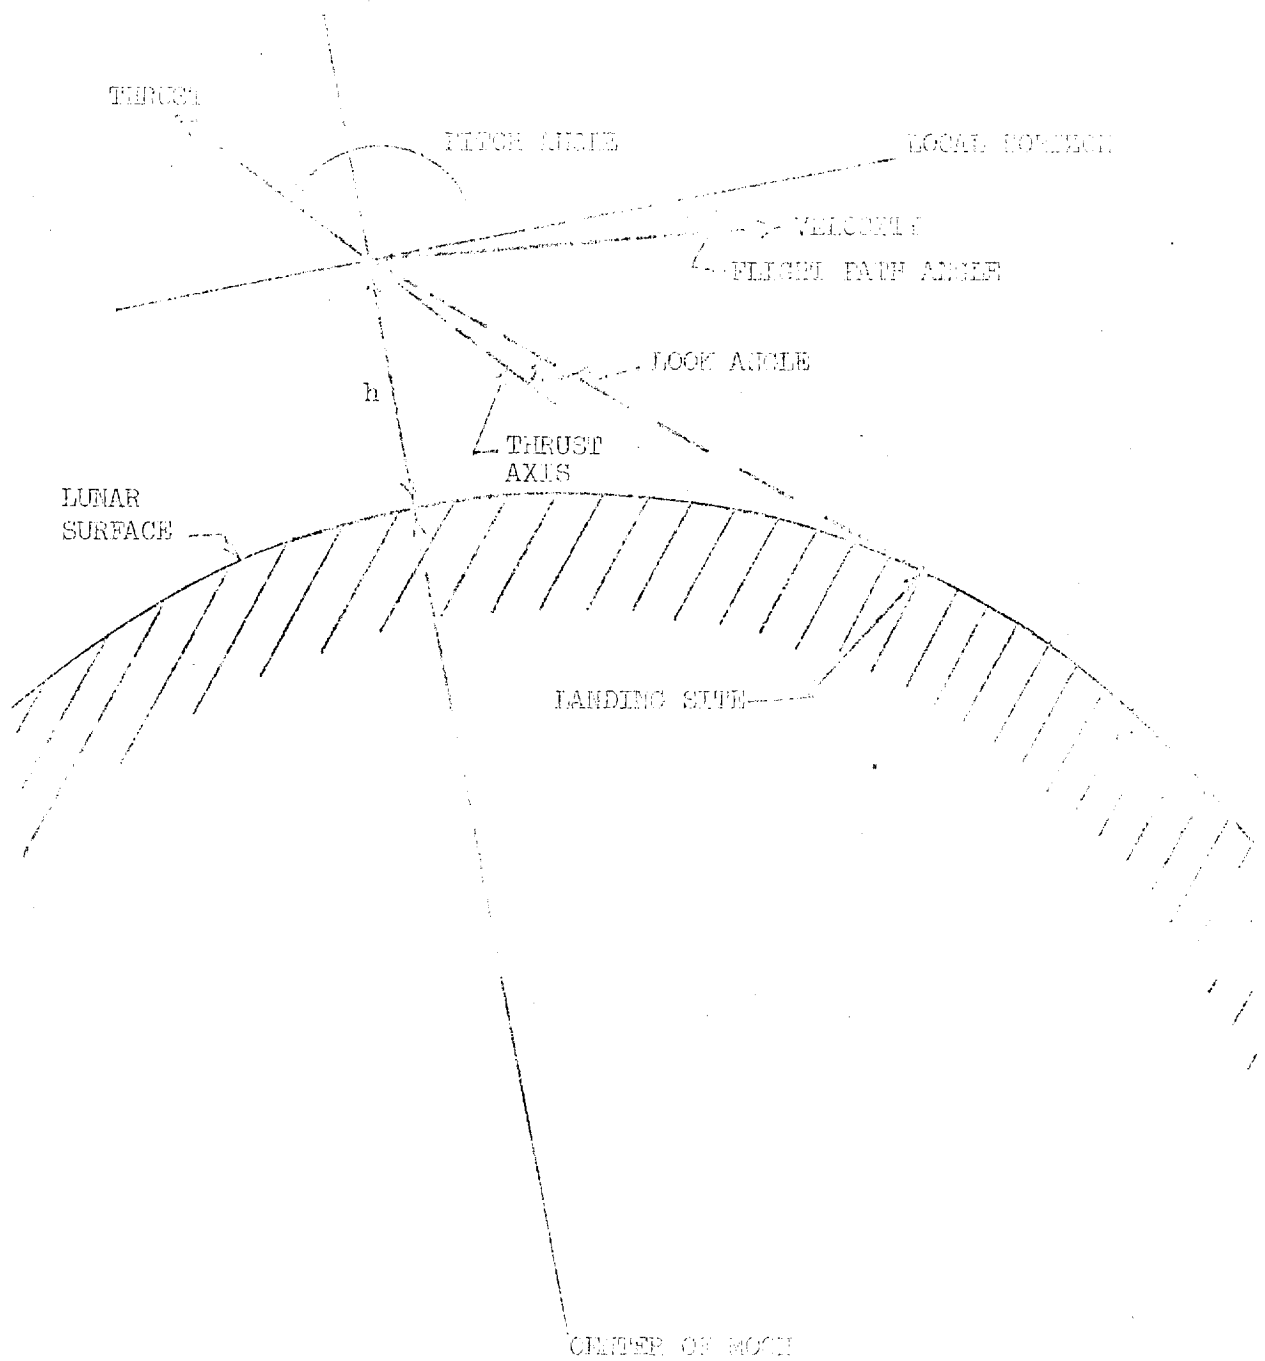 THRUST
PITCH ANGLE
LOCAL HORIZON
VELOCITY
FLIGHT PATH ANGLE
LOOK ANGLE
h
THRUST
AXIS
LUNAR
SURFACE
LANDING SITE
CENTER OF MOON